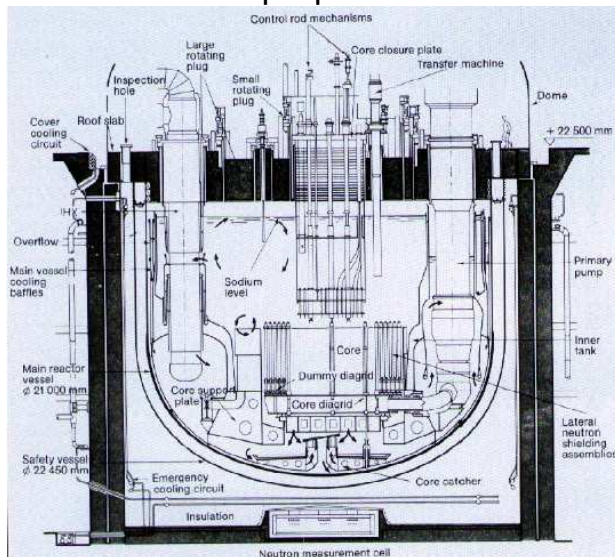 Control rod mechanisms
Large
rotating
plug
Core closure plate
Transfer machine
Inspection
hole
Small
rotating
plug
Dome
Cover
cooling
circuit
Roof slab
+ 22 500 mm
IHX
Overflow
Sodium
level
Primary
pump
Main vessel
cooling
baffles
Core
Inner
tank
Main reactor
vessel
ø 21 000 mm
Dummy diagrid
Core support
plate
Core diagrid
Lateral
neutron
shielding
assemblies
Safety vessel
ø 22 450 mm
Emergency
cooling circuit
Core catcher
Insulation
Neutron measurement cell